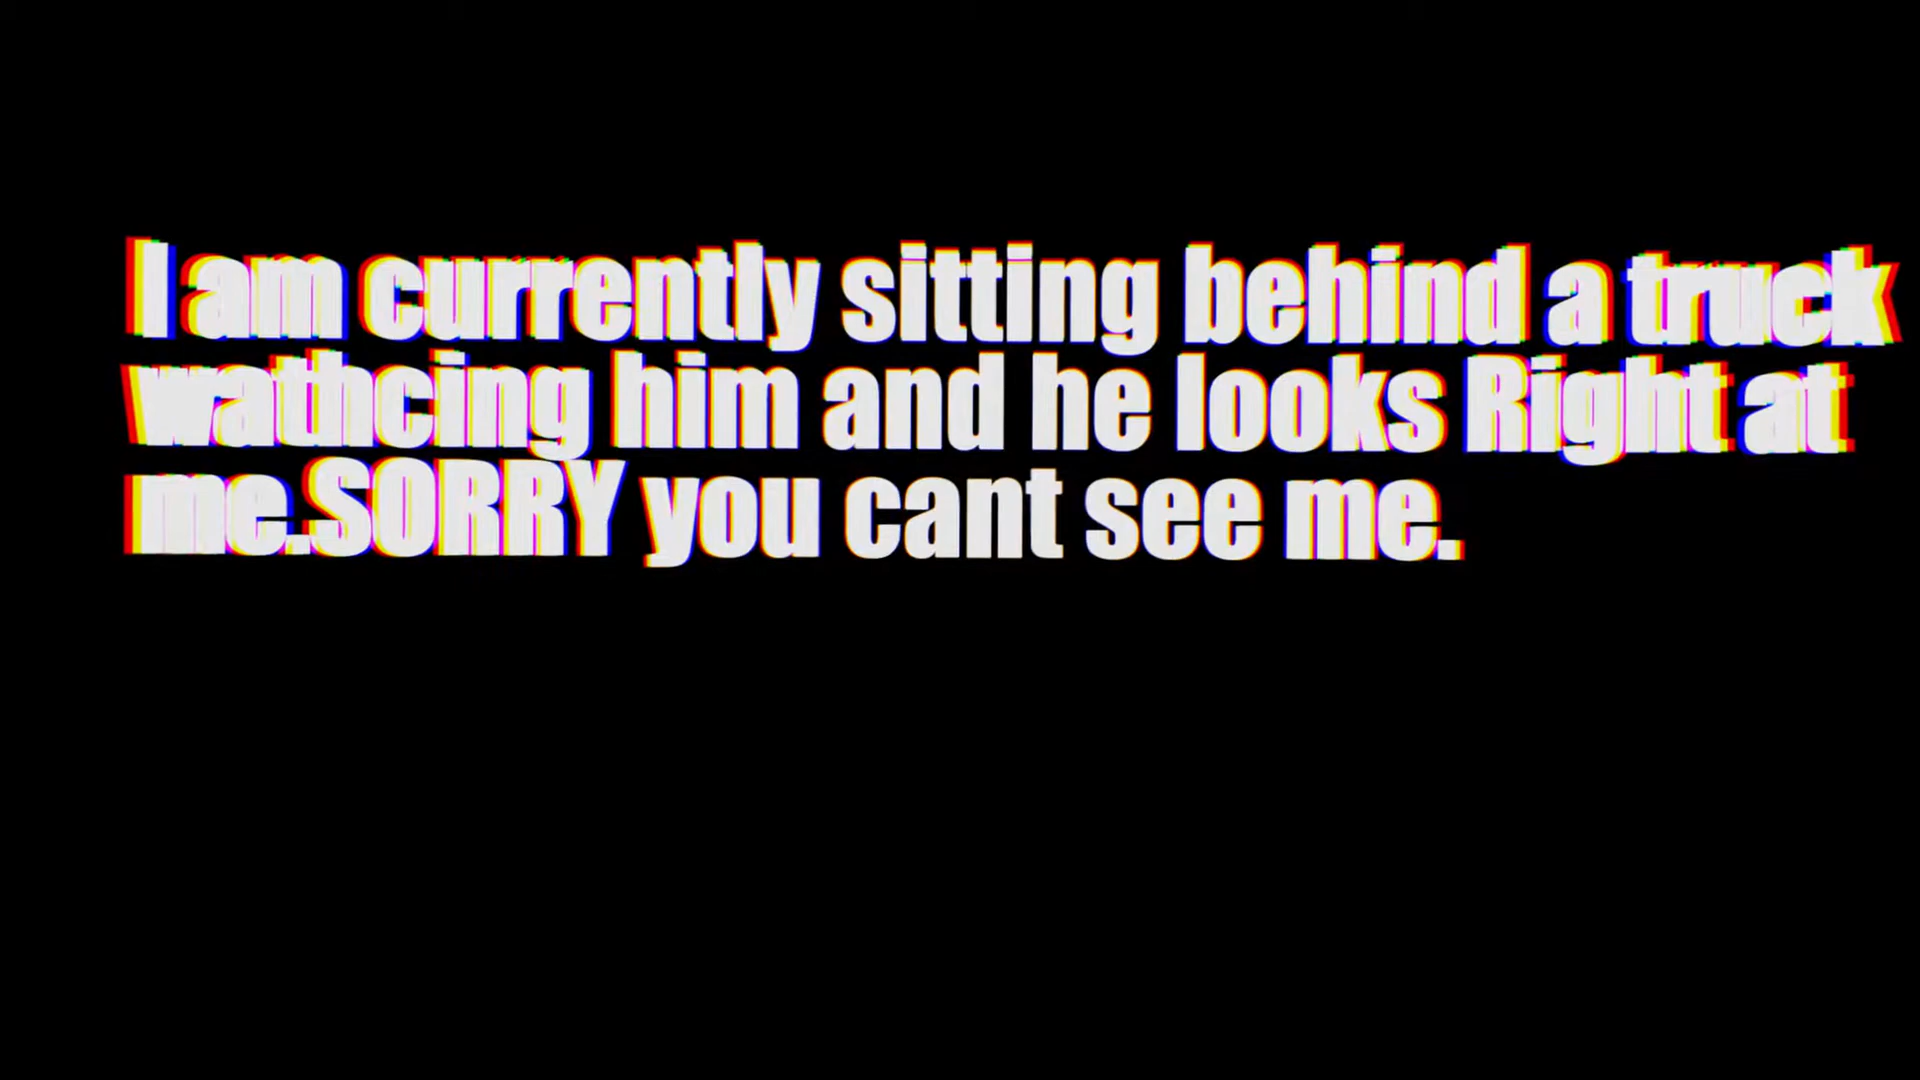 I am currently sitting behind a truck
wathcing him and he looks Right at
me.SORRY you cant see me.